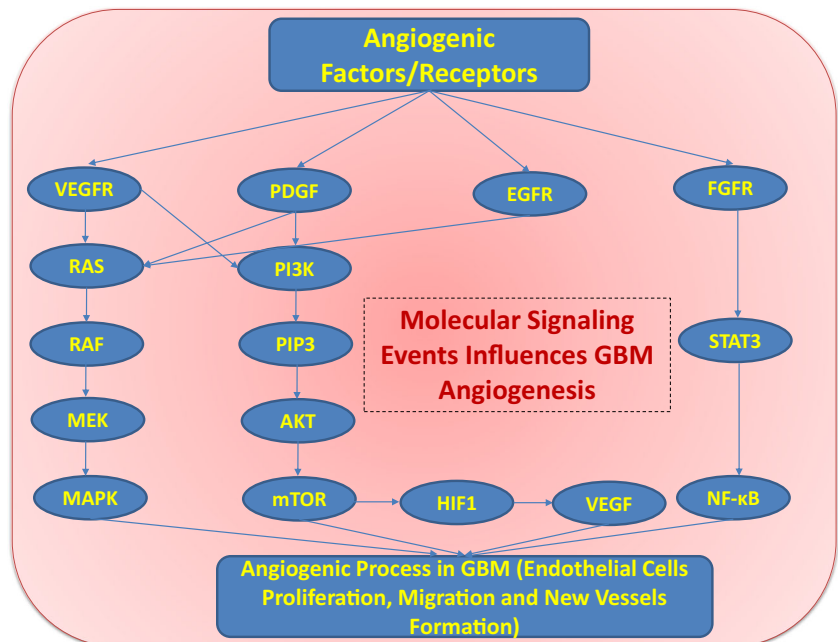 Angiogenic
Factors/Receptors
VEGFR
PDGF
EGFR
FGFR
RAS
PI3K
Molecular Signaling
Events Influences GBM
Angiogenesis
RAF
PIP3
STAT3
MEK
AKT
MAPK
mTOR
HIF1
VEGF
NF-κB
Angiogenic Process in GBM (Endothelial Cells
Proliferation, Migration and New Vessels
Formation)